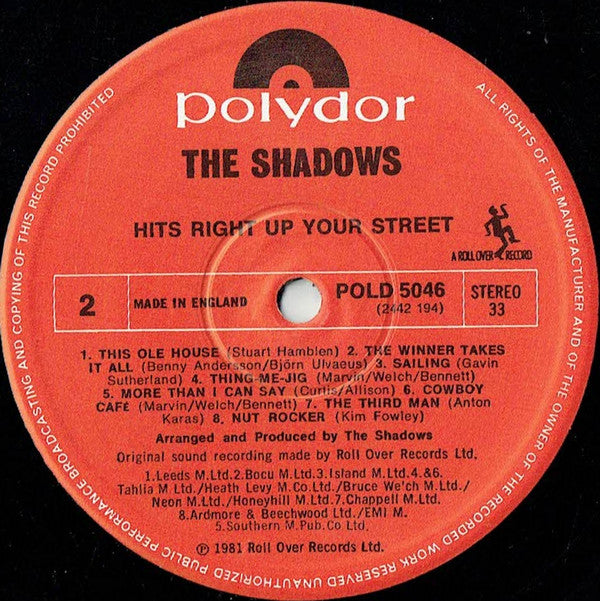 polydor
THE SHADOWS
HITS RIGHT UP YOUR STREET
A ROLL OVER RECORD
2
MADE IN ENGLAND
POLD 5046
(2442 194)
STEREO
33
1. THIS OLE HOUSE (Stuart Hamblen) 2. THE WINNER TAKES
IT ALL (Benny Andersson/Björn Ulvaeus) 3. SAILING (Gavin
Sutherland) 4. THING-ME-JIG (Marvin/Welch/Bennett)
5. MORE THAN I CAN SAY (Curtis/Allison) 6. COWBOY
CAFÉ (Marvin/Welch/Bennett) 7. THE THIRD MAN (Anton
Karas) 8. NUT ROCKER (Kim Fowley)
Arranged and Produced by The Shadows
Original sound recording made by Roll Over Records Ltd.
1.Leeds M.Ltd.2.Bocu M.Ltd.3.Island M.Ltd.4.&6.
Tahlia M.Ltd./Heath Levy M.Co.Ltd./Bruce We'ch M.Ltd./
Neon M.Ltd./Honeyhill M.Ltd.7.Chappell M.Ltd.
8.Ardmore & Beechwood Ltd./EMI M.
5.Southern M.Pub.Co Ltd.
℗ 1981 Roll Over Records Ltd.
ALL RIGHTS OF THE MANUFACTURER AND OF THE OWNER OF THE RECORDED WORK RESERVED UNAUTHORIZED PUBLIC PERFORMANCE BROADCASTING AND COPYING OF THIS RECORD PROHIBITED